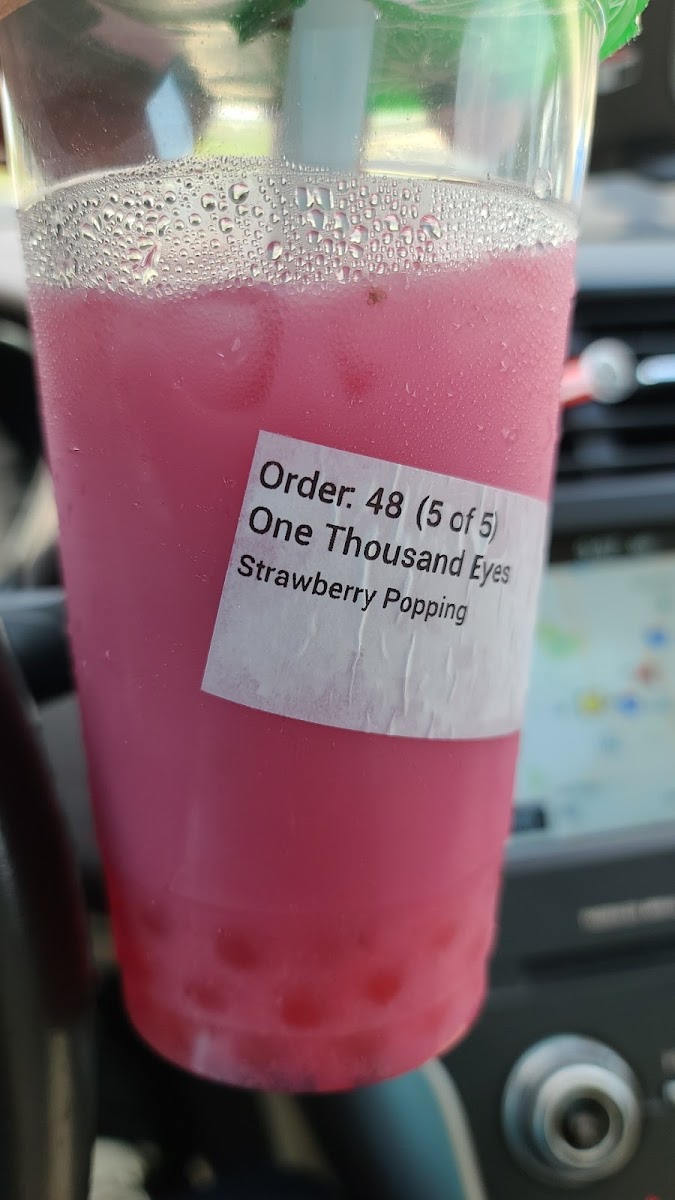 Order: 48 (5 of 5)
One Thousand Eyes
Strawberry Popping